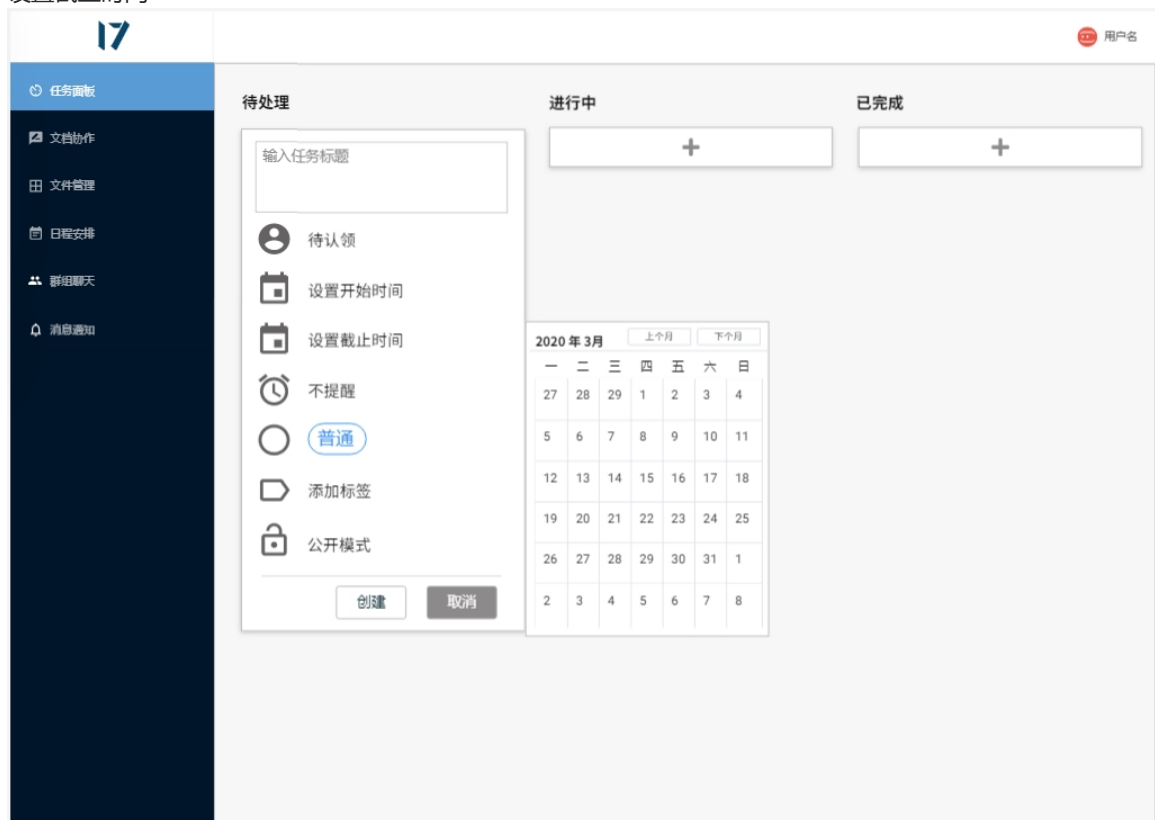 17
用户名
任务面板
文档协作
文件管理
日程安排
群组聊天
消息通知
待处理
进行中
已完成
输入任务标题
待认领
设置开始时间
设置截止时间
不提醒
普通
添加标签
公开模式
创建
取消
2020 年 3月
上个月
下个月
一 二 三 四 五 六 日
27 28 29 1 2 3 4
5 6 7 8 9 10 11
12 13 14 15 16 17 18
19 20 21 22 23 24 25
26 27 28 29 30 31 1
2 3 4 5 6 7 8